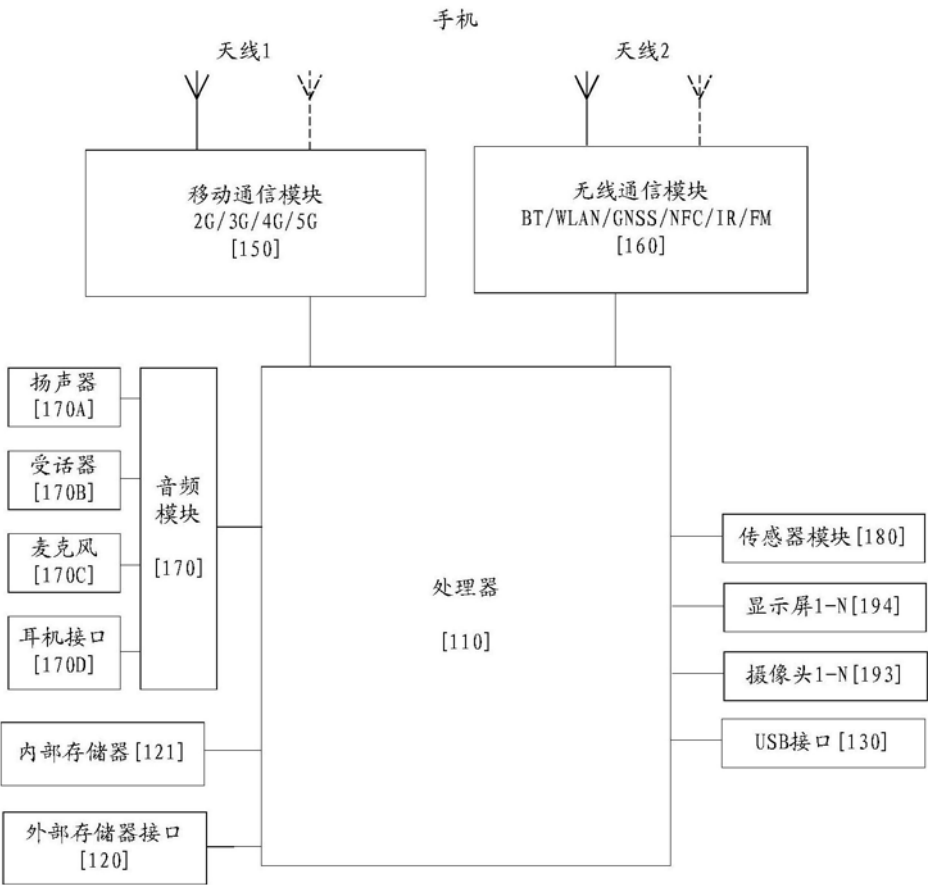 手机
天线1
天线2
移动通信模块
2G/3G/4G/5G
[150]
无线通信模块
BT/WLAN/GNSS/NFC/IR/FM
[160]
扬声器
[170A]
受话器
[170B]
麦克风
[170C]
耳机接口
[170D]
音频
模块
[170]
处理器
[110]
传感器模块[180]
显示屏1-N[194]
摄像头1-N[193]
USB接口[130]
内部存储器[121]
外部存储器接口
[120]